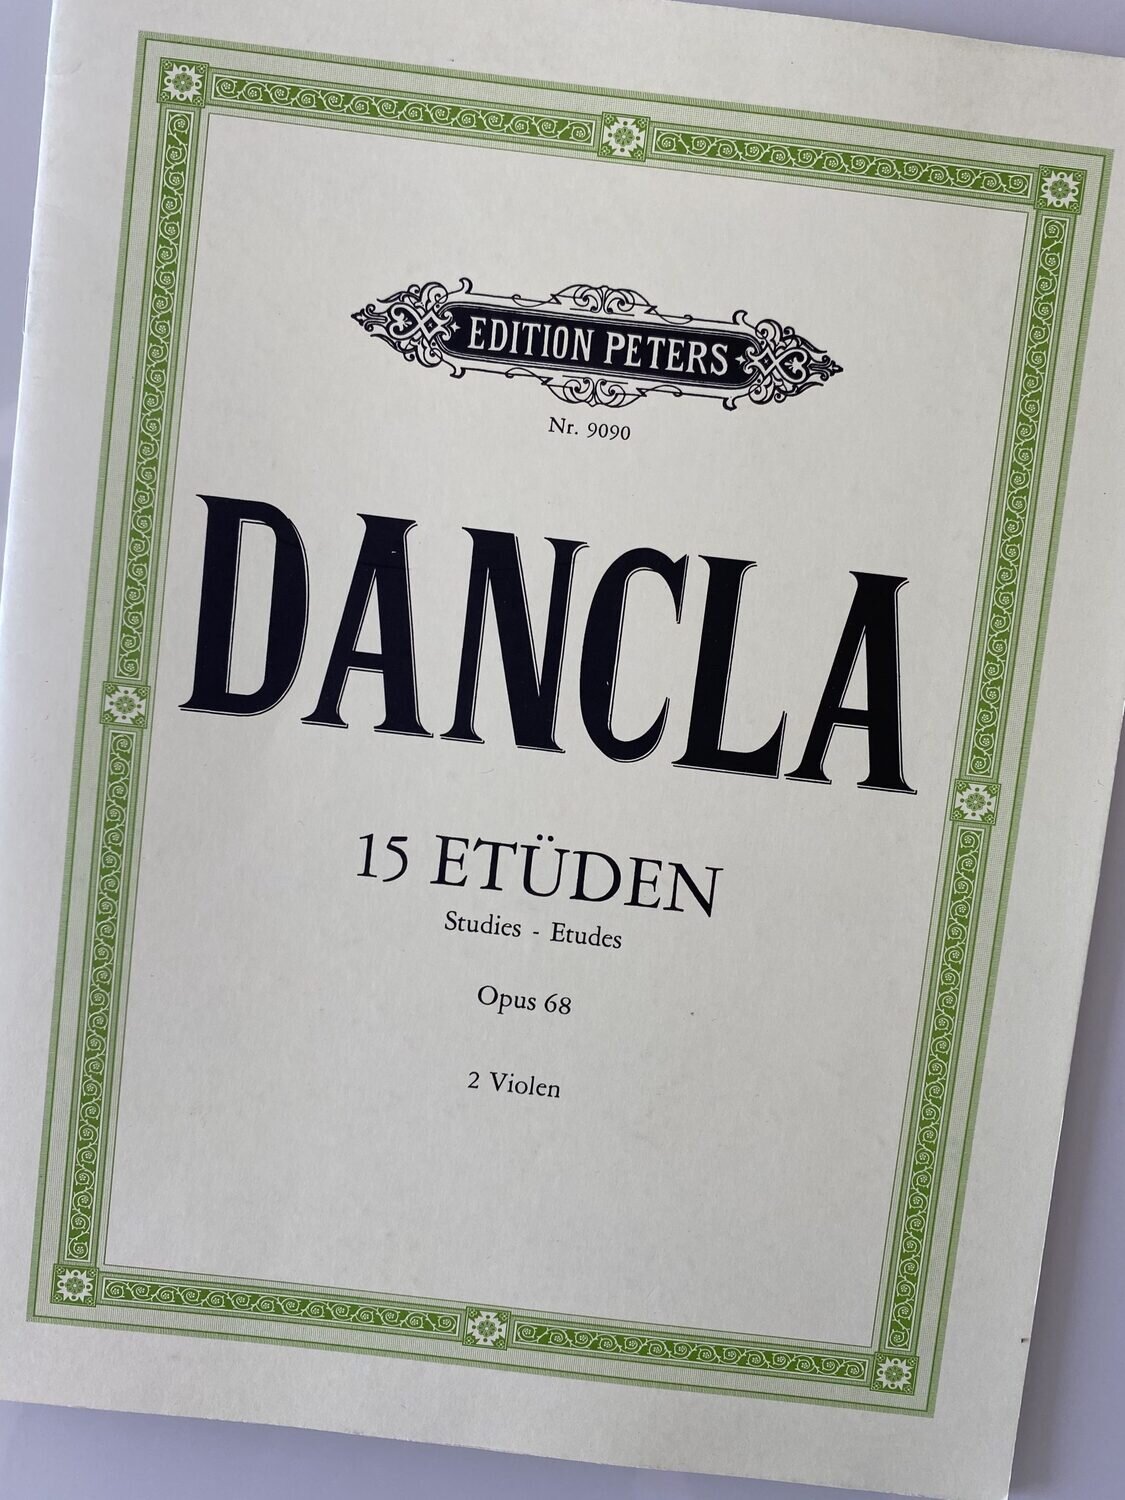 EDITION PETERS
Nr. 9090
DANCLA
15 ETÜDEN
Studies - Etudes
Opus 68
2 Violen